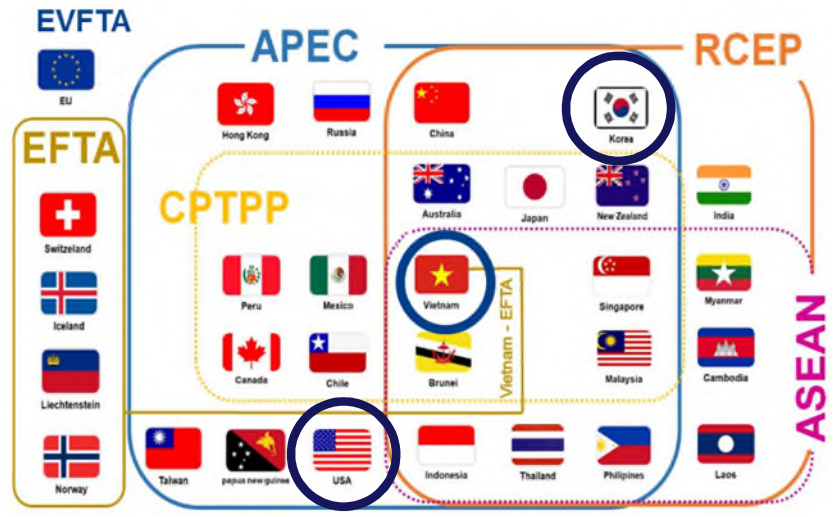 EVFTA
EU
APEC
RCEP
EFTA
Hong Kong
Russia
China
Korea
CPTPP
Australia
Japan
New Zealand
India
Switzeland
Iceland
Liechtenstein
Norway
Peru
Mexico
Vietnam
Singapore
Myanmar
Canada
Chile
Brunei
Malaysia
Cambodia
Vietnam - EFTA
ASEAN
Taiwan
papua new guinee
USA
Indonesia
Thailand
Philipines
Laos